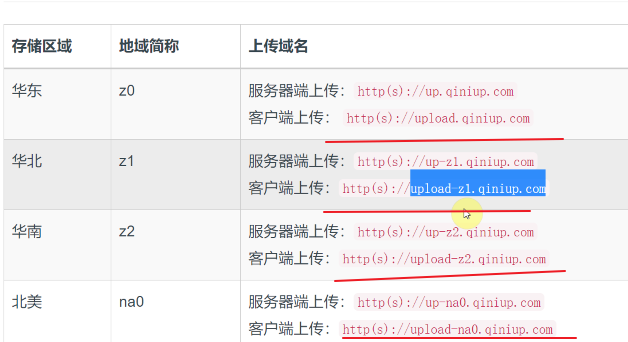 存储区域 地域简称 上传域名
华东 z0 服务器端上传： http(s)://up.qiniup.com
客户端上传： http(s)://upload.qiniup.com
华北 z1 服务器端上传： http(s)://up-z1.qiniup.com
客户端上传： http(s)://upload-z1.qiniup.com
华南 z2 服务器端上传： http(s)://up-z2.qiniup.com
客户端上传： http(s)://upload-z2.qiniup.com
北美 na0 服务器端上传： http(s)://up-na0.qiniup.com
客户端上传： http(s)://upload-na0.qiniup.com